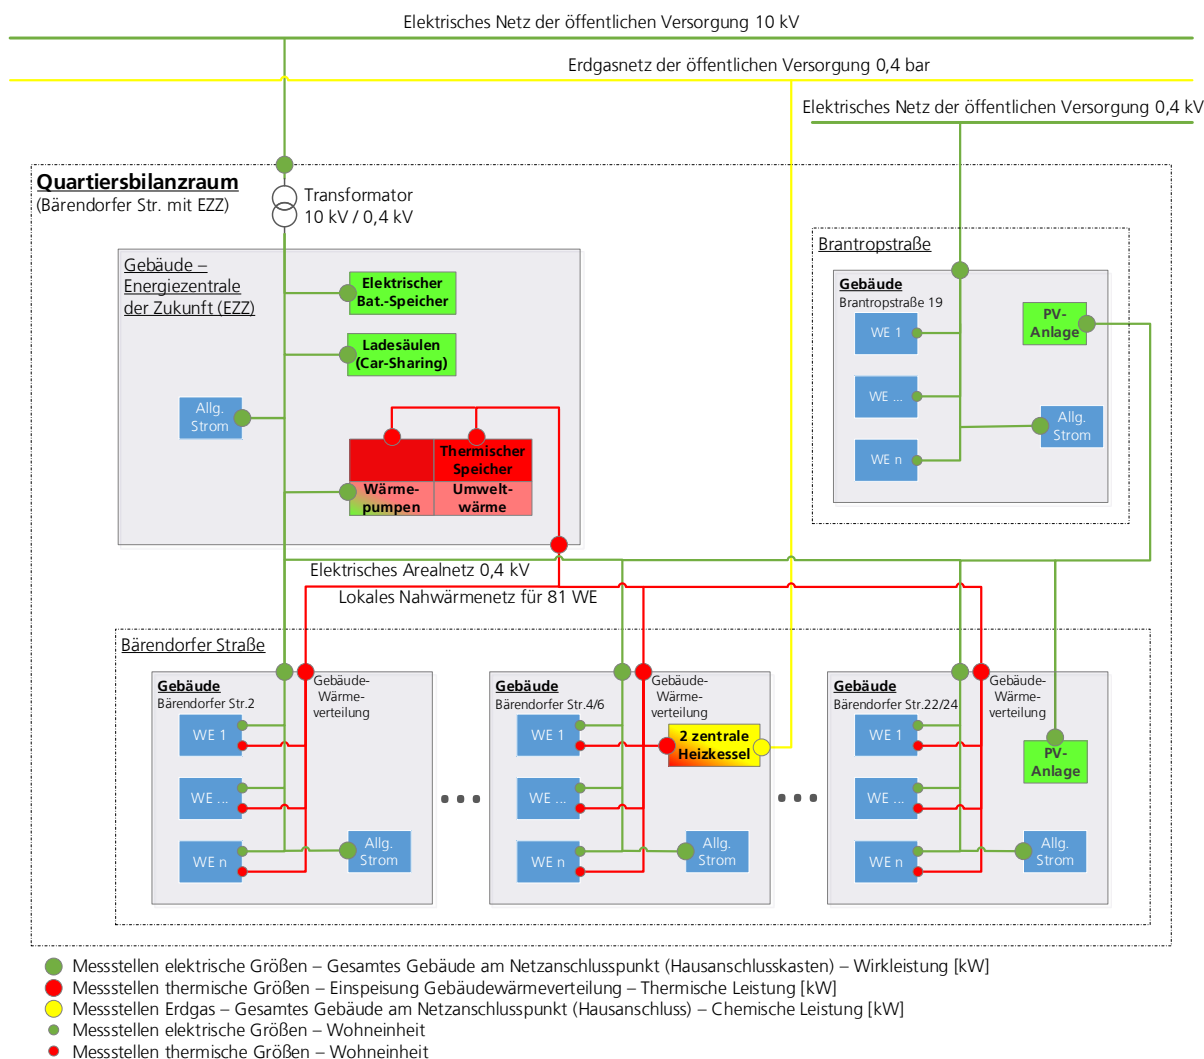 Elektrisches Netz der öffentlichen Versorgung 10 kV
Erdgasnetz der öffentlichen Versorgung 0,4 bar
Elektrisches Netz der öffentlichen Versorgung 0,4 kV
Quartiersbilanzraum
(Bärendorfer Str. mit EZZ)
Transformator
10 kV / 0,4 kV
Gebäude –
Energiezentrale
der Zukunft (EZZ)
Elektrischer
Bat.-Speicher
Ladesäulen
(Car-Sharing)
Allg.
Strom
Thermischer
Speicher
Wärme-
pumpen
Umwelt-
wärme
Brantropstraße
Gebäude
Brantropstraße 19
WE 1
WE ...
WE n
PV-
Anlage
Allg.
Strom
Elektrisches Arealnetz 0,4 kV
Lokales Nahwärmenetz für 81 WE
Bärendorfer Straße
Gebäude
Bärendorfer Str.2
Gebäude-
Wärme-
verteilung
WE 1
WE ...
WE n
Allg.
Strom
Gebäude
Bärendorfer Str.4/6
Gebäude-
Wärme-
verteilung
WE 1
WE ...
WE n
2 zentrale
Heizkessel
Allg.
Strom
Gebäude
Bärendorfer Str.22/24
Gebäude-
Wärme-
verteilung
WE 1
WE ...
WE n
PV-
Anlage
Allg.
Strom
Messstellen elektrische Größen – Gesamtes Gebäude am Netzanschlusspunkt (Hausanschlusskasten) – Wirkleistung [kW]
Messstellen thermische Größen – Einspeisung Gebäudewärmeverteilung – Thermische Leistung [kW]
Messstellen Erdgas – Gesamtes Gebäude am Netzanschlusspunkt (Hausanschluss) – Chemische Leistung [kW]
Messstellen elektrische Größen – Wohneinheit
Messstellen thermische Größen – Wohneinheit